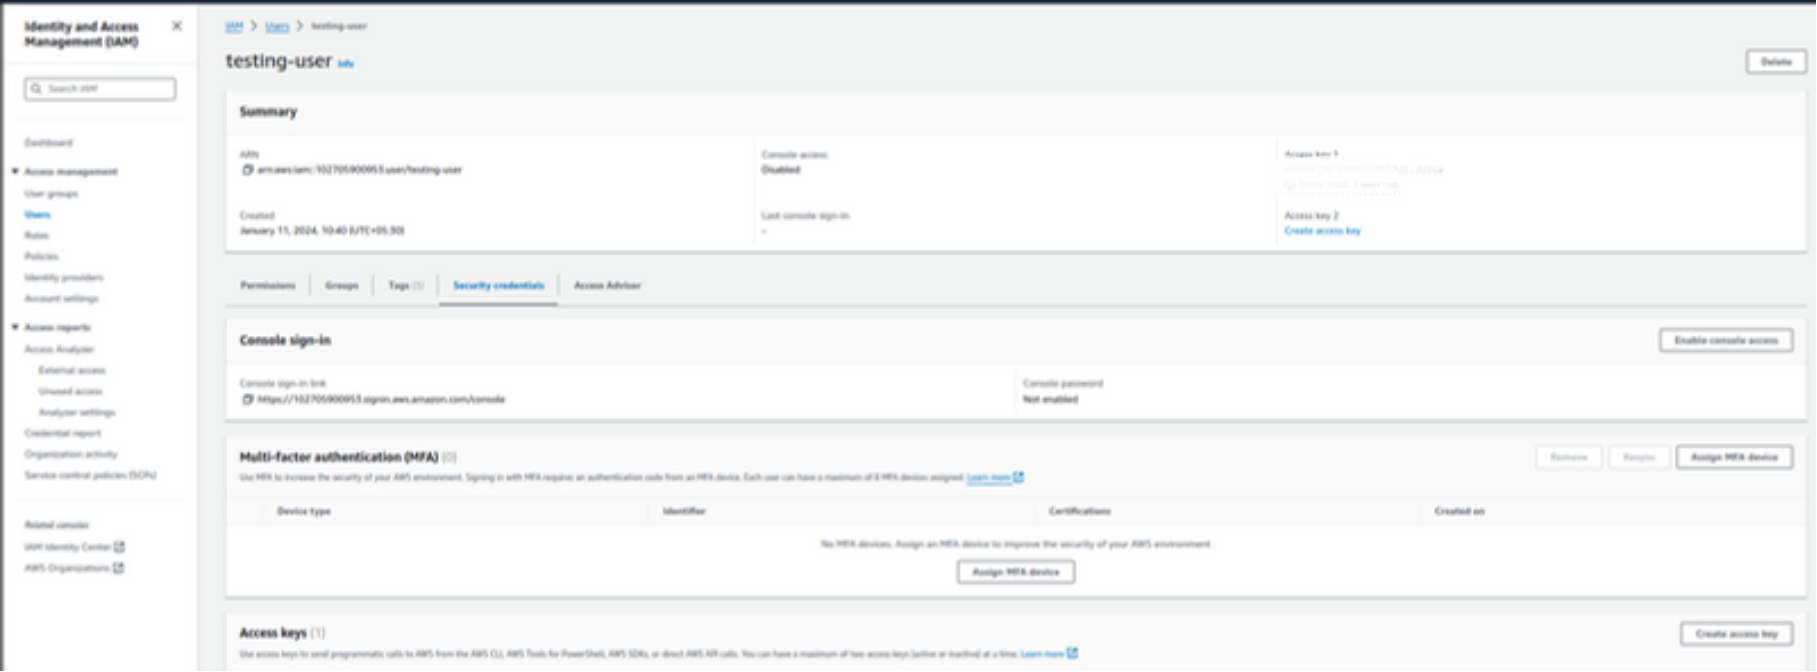 Identity and Access
Management (IAM)
Search IAM
Dashboard
Access management
User groups
Users
Roles
Policies
Identity providers
Account settings
Access reports
Access Analyzer
External access
Unused access
Analyzer settings
Credential report
Organization activity
Service control policies (SCPs)
Related consoles
IAM Identity Center
AWS Organizations
IAM > Users > testing-user
testing-user Info
Delete
Summary
ARN
arn:aws:iam::102705900953:user/testing-user
Console access
Disabled
Access key 1
Active
Created
January 11, 2024, 10:40 (UTC+05:30)
Last console sign-in
-
Access key 2
Create access key
Permissions
Groups
Tags (1)
Security credentials
Access Advisor
Console sign-in
Enable console access
Console sign-in link
https://102705900953.signin.aws.amazon.com/console
Console password
Not enabled
Multi-factor authentication (MFA) (0)
Remove
Resync
Assign MFA device
Use MFA to increase the security of your AWS environment. Signing in with MFA requires an authentication code from an MFA device. Each user can have a maximum of 8 MFA devices assigned. Learn more
Device type
Identifier
Certifications
Created on
No MFA devices. Assign an MFA device to improve the security of your AWS environment
Assign MFA device
Access keys (1)
Create access key
Use access keys to send programmatic calls to AWS from the AWS CLI, AWS Tools for PowerShell, AWS SDKs, or direct AWS API calls. You can have a maximum of two access keys (active or inactive) at a time. Learn more